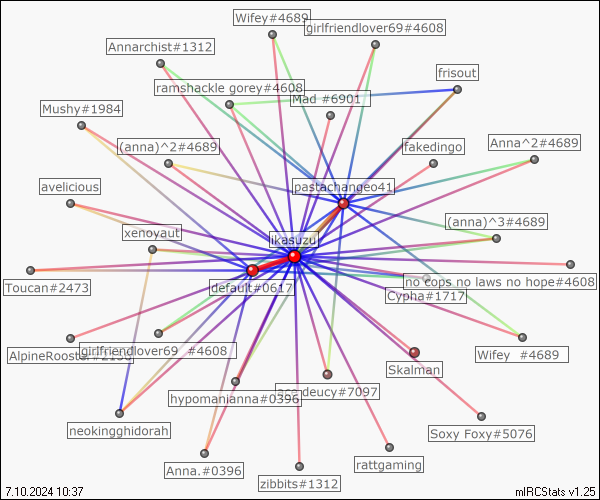 Wifey#4689
girlfriendlover69#4608
Annarchist#1312
frisout
ramshackle gorey#4608
Mad #6901
Mushy#1984
(anna)^2#4689
fakedingo
Anna^2#4689
avelicious
pastachangeo41
(anna)^3#4689
xenoyaut
ikasuzu
Toucan#2473
default#0617
no cops no laws no hope#4608
Cypha#1717
AlpineRooster#
girlfriendlover69 #4608
Wifey #4689
Skalman
hypomanianna#0396
deucy#7097
neokingghidorah
Soxy Foxy#5076
Anna.#0396
rattgaming
zibbits#1312
7.10.2024 10:37
mIRCStats v1.25